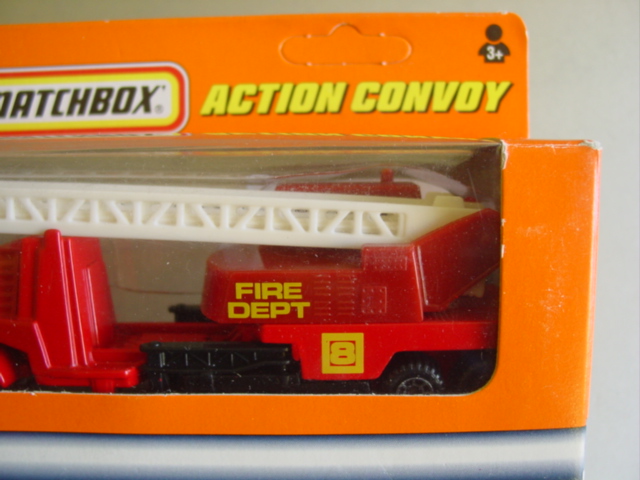 3+
MATCHBOX®
ACTION CONVOY
FIRE
DEPT
8